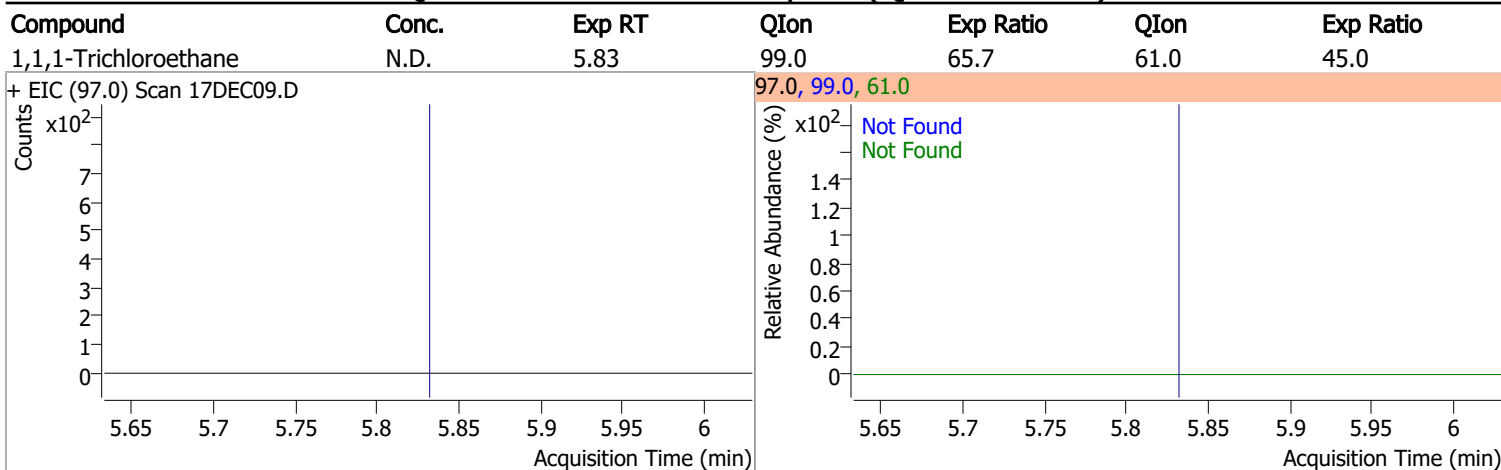 Compound Conc. Exp RT QIon Exp Ratio QIon Exp Ratio
1,1,1-Trichloroethane N.D. 5.83 99.0 65.7 61.0 45.0
+ EIC (97.0) Scan 17DEC09.D
Counts
x10²
7
6
5
4
3
2
1
0
5.65 5.7 5.75 5.8 5.85 5.9 5.95 6
Acquisition Time (min)
97.0, 99.0, 61.0
Relative Abundance (%)
x10²
Not Found
Not Found
1.4
1.2
1
0.8
0.6
0.4
0.2
0
5.65 5.7 5.75 5.8 5.85 5.9 5.95 6
Acquisition Time (min)